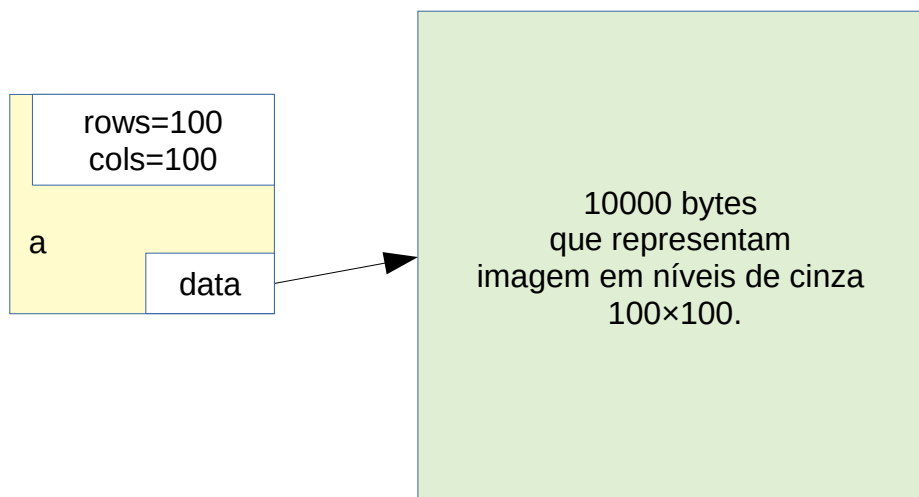 rows=100
cols=100
a
data
10000 bytes
que representam
imagem em níveis de cinza
100×100.